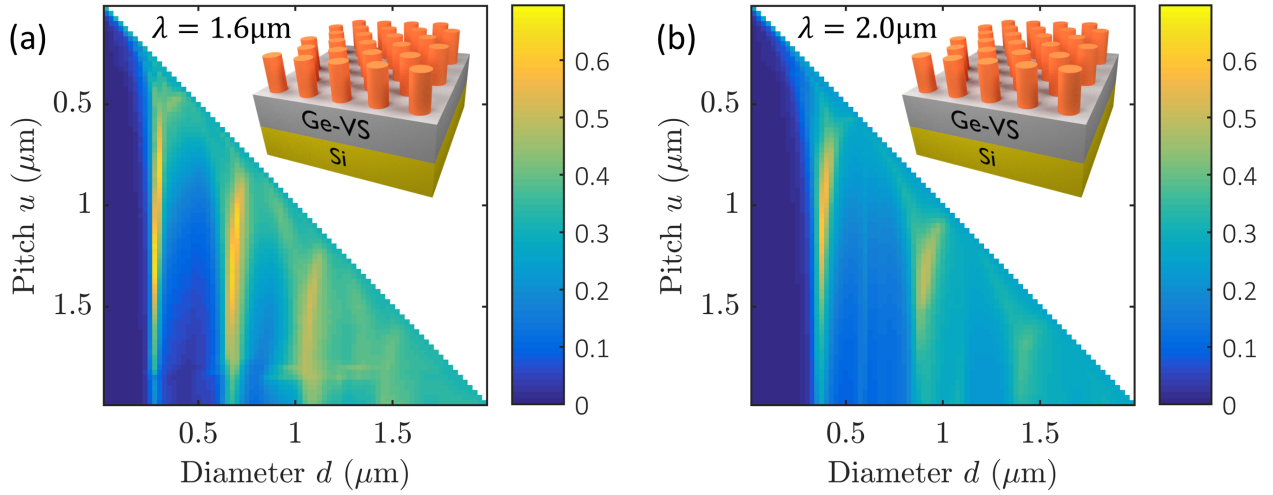 (a)
λ = 1.6μm
Ge-VS
Si
Pitch u (μm)
0.5
1
1.5
0.5
1
1.5
Diameter d (μm)
0.6
0.5
0.4
0.3
0.2
0.1
0
(b)
λ = 2.0μm
Ge-VS
Si
Pitch u (μm)
0.5
1
1.5
0.5
1
1.5
Diameter d (μm)
0.6
0.5
0.4
0.3
0.2
0.1
0